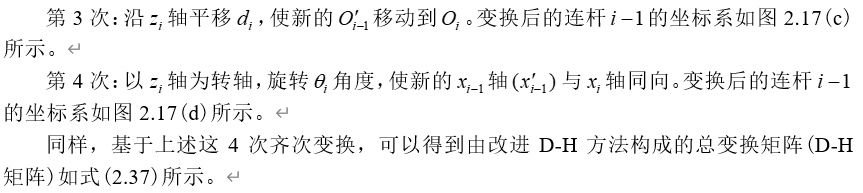 第 3 次:沿 z_i 轴平移 d_i ,使新的 O'_{i-1} 移动到 O_i 。变换后的连杆 i-1 的坐标系如图 2.17(c)
所示。↵
第 4 次:以 z_i 轴为转轴,旋转 θ_i 角度,使新的 x_{i-1} 轴(x'_{i-1})与 x_i 轴同向。变换后的连杆 i-1
的坐标系如图 2.17(d)所示。↵
同样，基于上述这 4 次齐次变换，可以得到由改进 D-H 方法构成的总变换矩阵(D-H
矩阵)如式(2.37)所示。↵